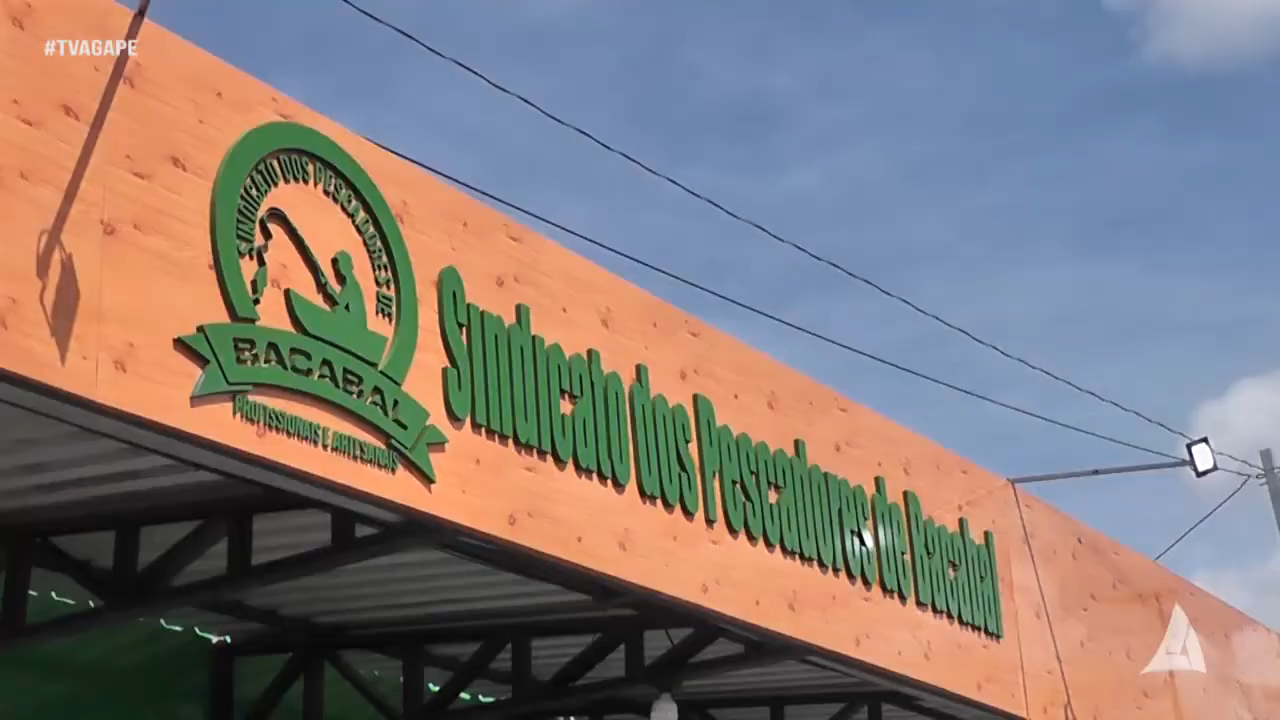 #TVAGAPE
SINDICATO DOS PESCADORES DE
BACABAL
PROFISSIONAIS E ARTESANAIS
Sindicato dos Pescadores de Bacabal